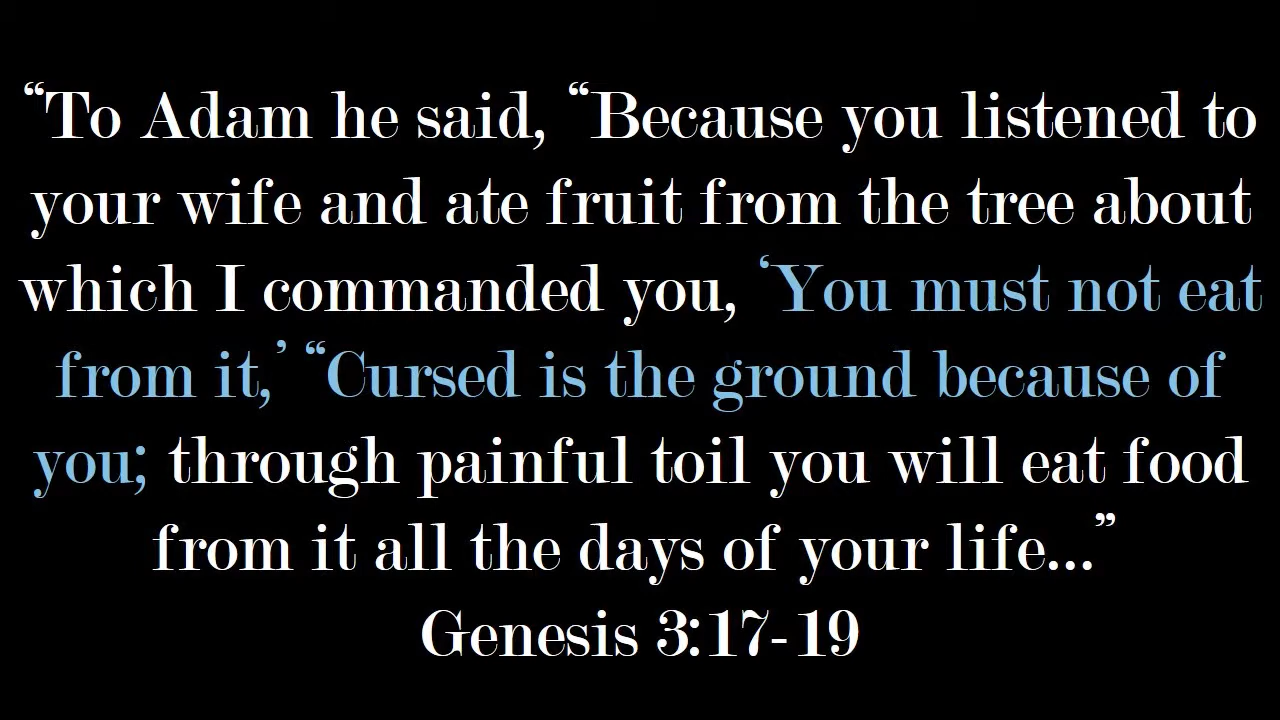 “To Adam he said, “Because you listened to
your wife and ate fruit from the tree about
which I commanded you, ‘You must not eat
from it,’ “Cursed is the ground because of
you; through painful toil you will eat food
from it all the days of your life...”
Genesis 3:17-19